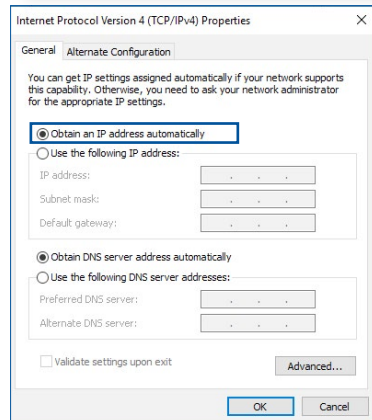 Internet Protocol Version 4 (TCP/IPv4) Properties
General Alternate Configuration
You can get IP settings assigned automatically if your network supports
this capability. Otherwise, you need to ask your network administrator
for the appropriate IP settings.
Obtain an IP address automatically
Use the following IP address:
IP address:
Subnet mask:
Default gateway:
Obtain DNS server address automatically
Use the following DNS server addresses:
Preferred DNS server:
Alternate DNS server:
Validate settings upon exit
Advanced...
OK Cancel